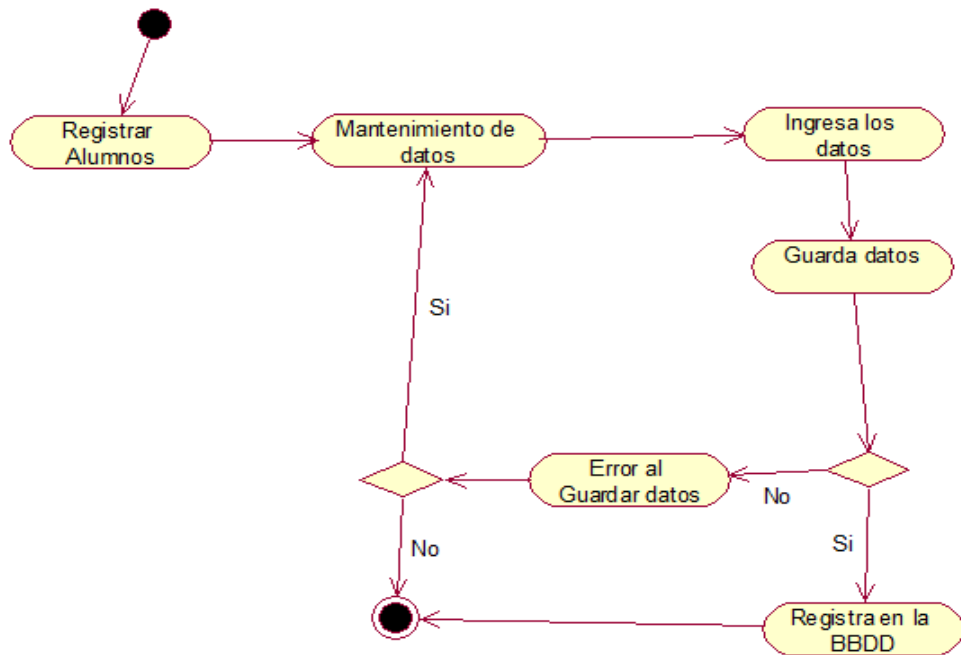 Registrar
Alumnos
Mantenimiento de
datos
Ingresa los
datos
Guarda datos
Si
Error al
Guardar datos
No
Si
No
Registra en la
BBDD